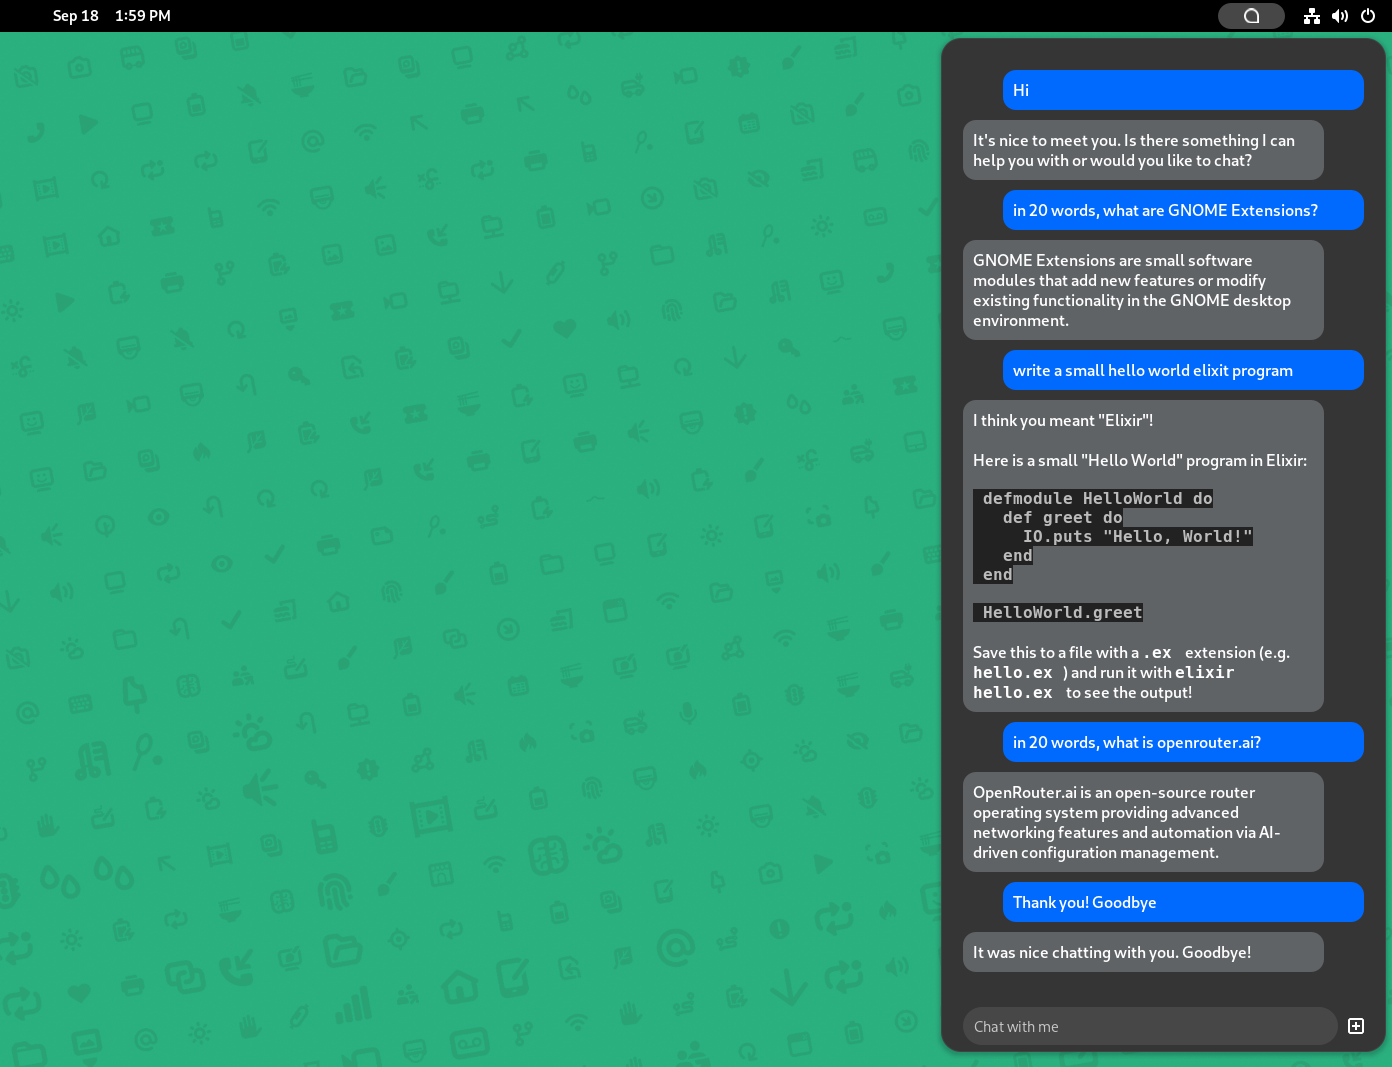 Sep 18 1:59 PM
Hi
It's nice to meet you. Is there something I can
help you with or would you like to chat?
in 20 words, what are GNOME Extensions?
GNOME Extensions are small software
modules that add new features or modify
existing functionality in the GNOME desktop
environment.
write a small hello world elixit program
I think you meant "Elixir"!
Here is a small "Hello World" program in Elixir:
defmodule HelloWorld do
  def greet do
    IO.puts "Hello, World!"
  end
end
HelloWorld.greet
Save this to a file with a .ex extension (e.g.
hello.ex ) and run it with elixir
hello.ex to see the output!
in 20 words, what is openrouter.ai?
OpenRouter.ai is an open-source router
operating system providing advanced
networking features and automation via AI-
driven configuration management.
Thank you! Goodbye
It was nice chatting with you. Goodbye!
Chat with me